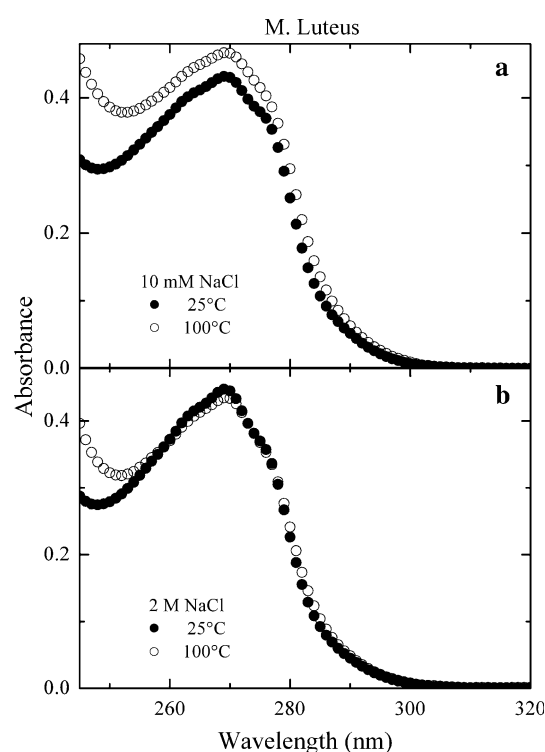 M. Luteus
a
0.4
0.2
0.0
10 mM NaCl
25°C
100°C
Absorbance
b
0.4
0.2
0.0
2 M NaCl
25°C
100°C
260 280 300 320
Wavelength (nm)